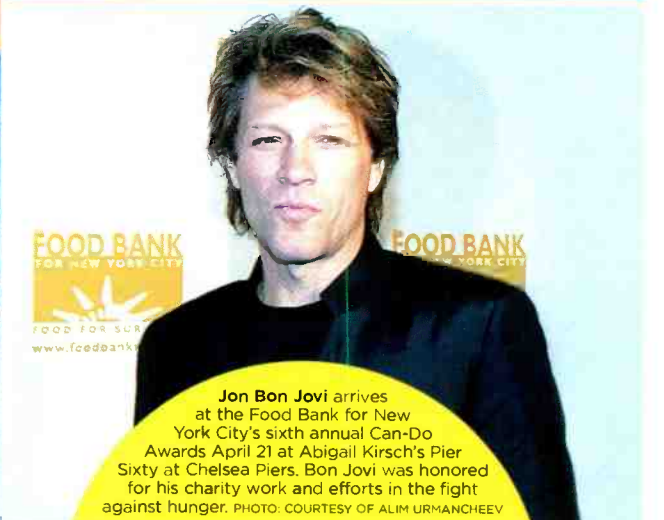 FOOD BANK
FOR NEW YORK CITY
FOOD FOR SUR
www.foodbank
FOOD BANK
NEW YORK CITY
Jon Bon Jovi arrives
at the Food Bank for New
York City's sixth annual Can-Do
Awards April 21 at Abigail Kirsch's Pier
Sixty at Chelsea Piers. Bon Jovi was honored
for his charity work and efforts in the fight
against hunger. PHOTO: COURTESY OF ALIM URMANCHEEV